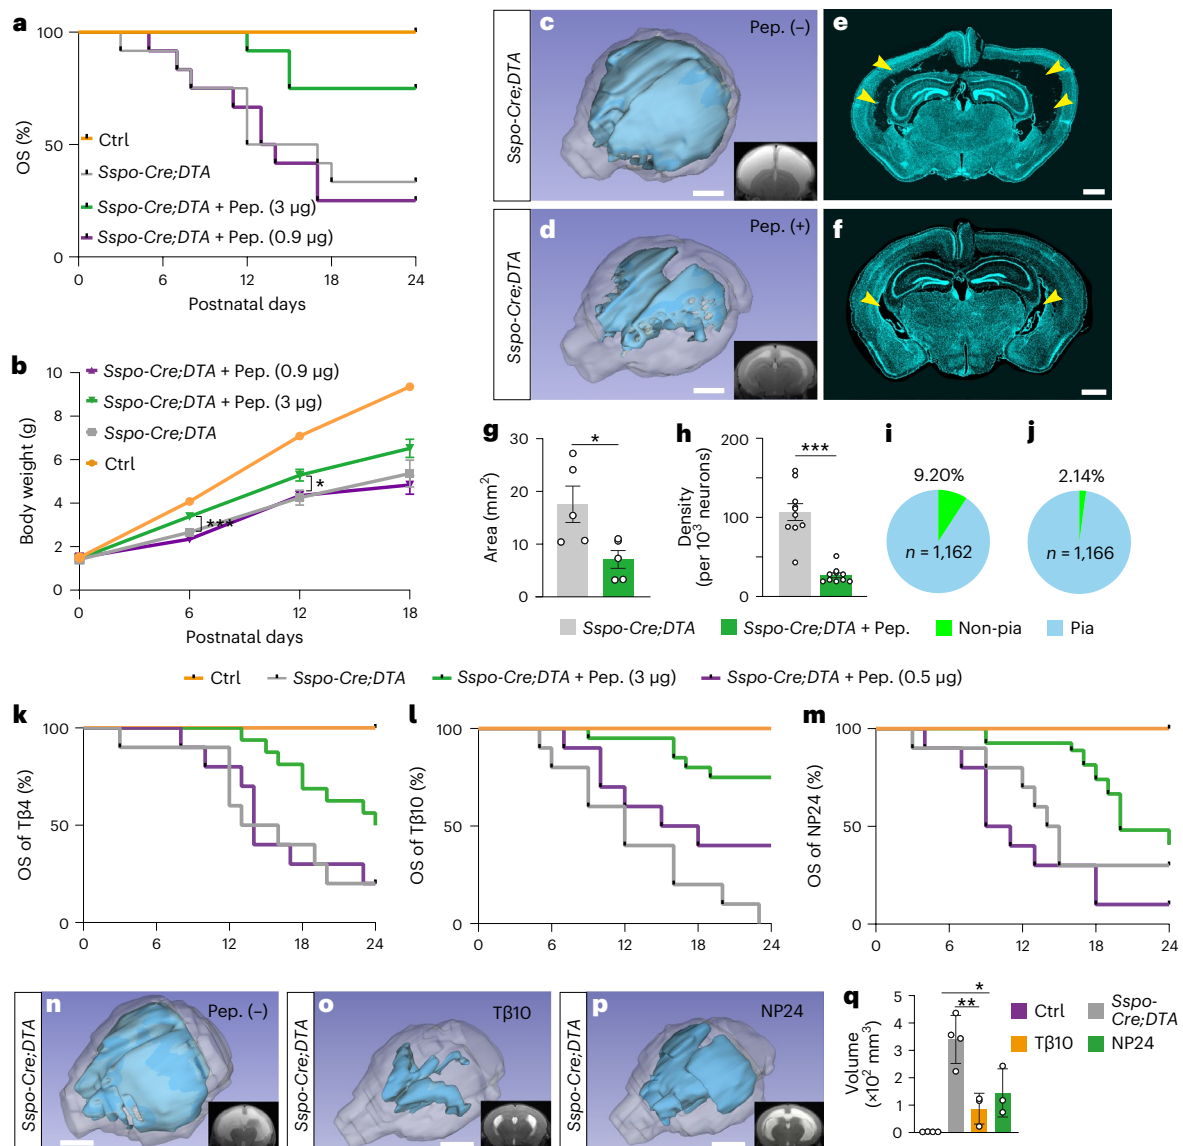 a
100
50
0
OS (%)
Ctrl
Sspo-Cre;DTA
Sspo-Cre;DTA + Pep. (3 µg)
Sspo-Cre;DTA + Pep. (0.9 µg)
0 6 12 18 24
Postnatal days
b
10
8
6
4
2
0
Body weight (g)
Sspo-Cre;DTA + Pep. (0.9 µg)
Sspo-Cre;DTA + Pep. (3 µg)
Sspo-Cre;DTA
Ctrl
***
*
0 6 12 18
Postnatal days
c
Sspo-Cre;DTA
Pep. (–)
e
d
Sspo-Cre;DTA
Pep. (+)
f
g
30
20
10
0
Area (mm2)
*
h
200
100
0
Density
(per 103 neurons)
***
i
9.20%
n = 1,162
j
2.14%
n = 1,166
Sspo-Cre;DTA Sspo-Cre;DTA + Pep. Non-pia Pia
Ctrl Sspo-Cre;DTA Sspo-Cre;DTA + Pep. (3 µg) Sspo-Cre;DTA + Pep. (0.5 µg)
k
100
50
0
OS of Tβ4 (%)
0 6 12 18 24
l
100
50
0
OS of Tβ10 (%)
0 6 12 18 24
m
100
50
0
OS of NP24 (%)
0 6 12 18 24
n
Sspo-Cre;DTA
Pep. (–)
o
Sspo-Cre;DTA
Tβ10
p
Sspo-Cre;DTA
NP24
q
5
4
3
2
1
0
Volume
(×102 mm3)
*
**
Ctrl
Sspo-
Cre;DTA
Tβ10
NP24